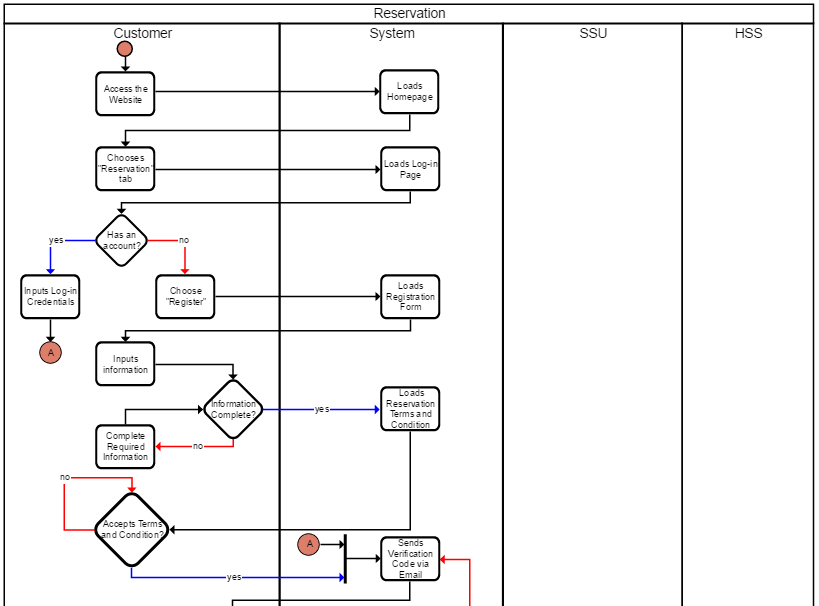 Reservation
Customer
System
SSU
HSS
Access the
Website
Loads
Homepage
Chooses
"Reservation"
tab
Loads Log-in
Page
Has an
account?
yes
no
Inputs Log-in
Credentials
Choose
"Register"
Loads
Registration
Form
A
Inputs
information
Information
Complete?
yes
Loads
Reservation
Terms and
Condition
Complete
Required
Information
no
no
Accepts Terms
and Condition?
A
Sends
Verification
Code via
Email
yes